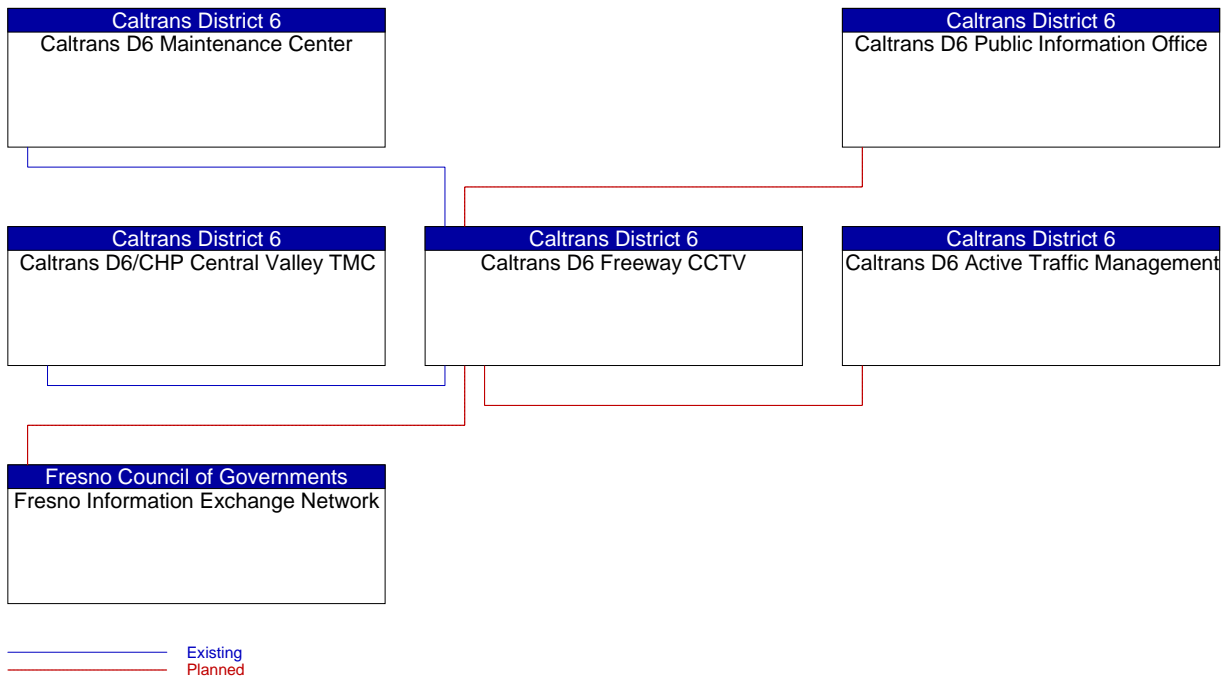 Caltrans District 6
Caltrans D6 Maintenance Center
Caltrans District 6
Caltrans D6 Public Information Office
Caltrans District 6
Caltrans D6/CHP Central Valley TMC
Caltrans District 6
Caltrans D6 Freeway CCTV
Caltrans District 6
Caltrans D6 Active Traffic Management
Fresno Council of Governments
Fresno Information Exchange Network
Existing
Planned